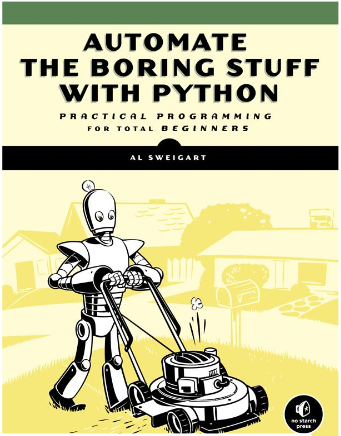 AUTOMATE
THE BORING STUFF
WITH PYTHON
PRACTICAL PROGRAMMING
FOR TOTAL BEGINNERS
AL SWEIGART
no starch
press